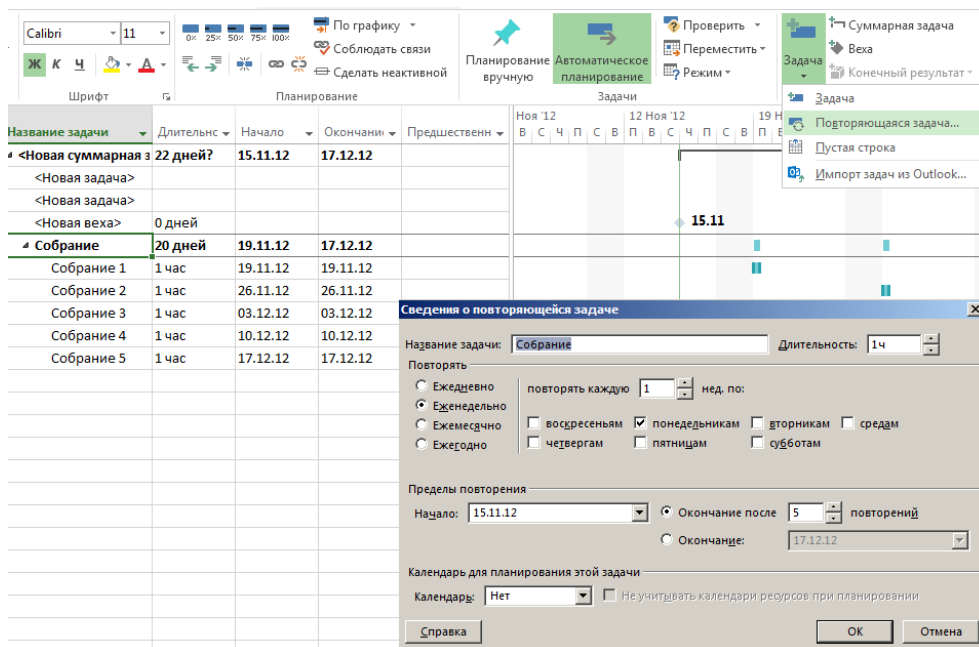 Calibri 11
0% 25% 50% 75% 100%
По графику
Соблюдать связи
Сделать неактивной
Ж К Ч А
Планирование вручную
Автоматическое планирование
Проверить
Переместить
Режим
Задача
Суммарная задача
Веха
Конечный результат
Шрифт Планирование Задачи
Задача
Повторяющаяся задача...
Пустая строка
Импорт задач из Outlook...
Название задачи Длительнс Начало Окончани Предшественн
Ноя '12 12 Ноя '12 19 Н
В С Ч П С В П В С Ч П С В П
<Новая суммарная з 22 дней? 15.11.12 17.12.12
<Новая задача>
<Новая задача>
<Новая веха> 0 дней 15.11
Собрание 20 дней 19.11.12 17.12.12
Собрание 1 1 час 19.11.12 19.11.12
Собрание 2 1 час 26.11.12 26.11.12
Собрание 3 1 час 03.12.12 03.12.12
Собрание 4 1 час 10.12.12 10.12.12
Собрание 5 1 час 17.12.12 17.12.12
Сведения о повторяющейся задаче
Название задачи: Собрание Длительность: 1ч
Повторять
Ежедневно
Еженедельно
Ежемесячно
Ежегодно
повторять каждую 1 нед. по:
воскресеньям понедельникам вторникам средам
четвергам пятницам субботам
Пределы повторения
Начало: 15.11.12 Окончание после 5 повторений
Окончание: 17.12.12
Календарь для планирования этой задачи
Календарь: Нет Не учитывать календари ресурсов при планировании
Справка ОК Отмена